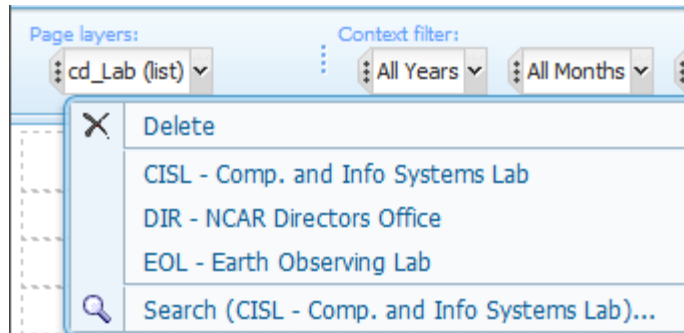 Page layers: Context filter:
cd_Lab (list) All Years All Months
Delete
CISL - Comp. and Info Systems Lab
DIR - NCAR Directors Office
EOL - Earth Observing Lab
Search (CISL - Comp. and Info Systems Lab)...